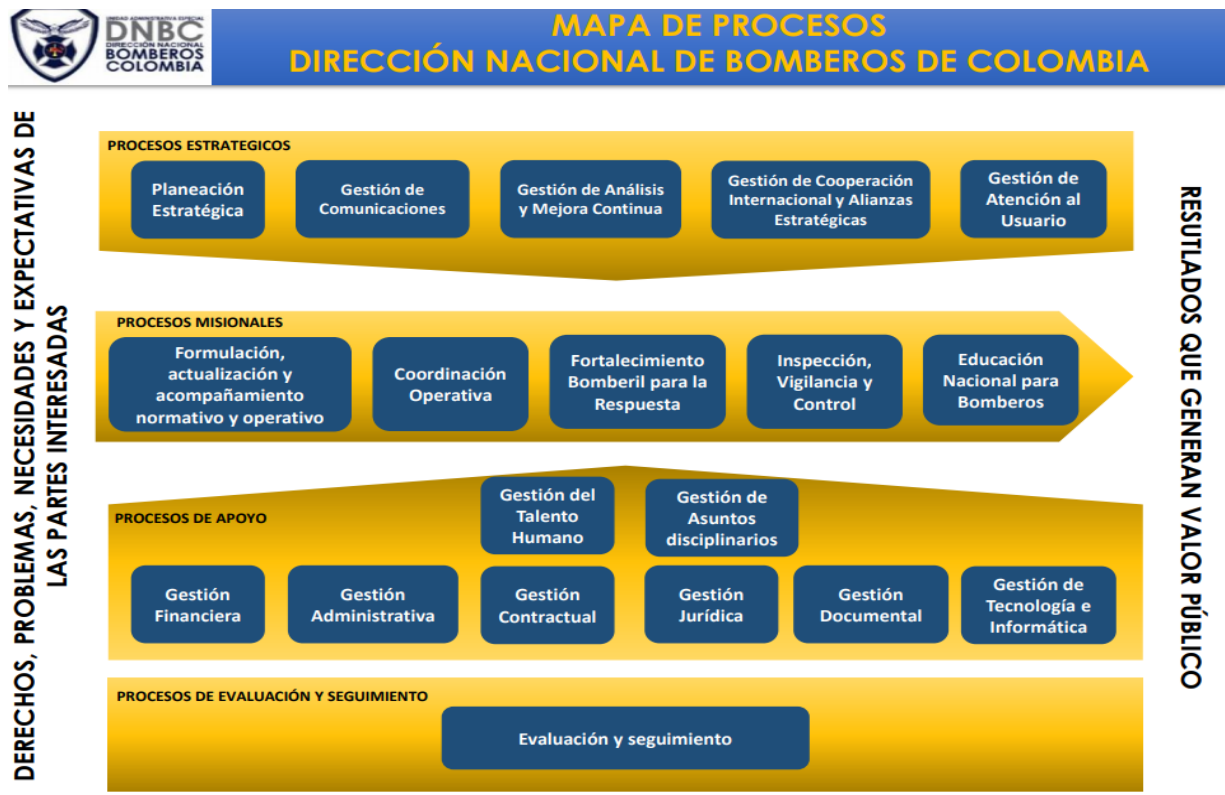 UNIDAD ADMINISTRATIVA ESPECIAL
DNBC
DIRECCIÓN NACIONAL
BOMBEROS
COLOMBIA
MAPA DE PROCESOS
DIRECCIÓN NACIONAL DE BOMBEROS DE COLOMBIA
DERECHOS, PROBLEMAS, NECESIDADES Y EXPECTATIVAS DE
LAS PARTES INTERESADAS
PROCESOS ESTRATEGICOS
Planeación
Estratégica
Gestión de
Comunicaciones
Gestión de Análisis
y Mejora Continua
Gestión de Cooperación
Internacional y Alianzas
Estratégicas
Gestión de
Atención al
Usuario
PROCESOS MISIONALES
Formulación,
actualización y
acompañamiento
normativo y operativo
Coordinación
Operativa
Fortalecimiento
Bomberil para la
Respuesta
Inspección,
Vigilancia y
Control
Educación
Nacional para
Bomberos
PROCESOS DE APOYO
Gestión del
Talento
Humano
Gestión de
Asuntos
disciplinarios
Gestión
Financiera
Gestión
Administrativa
Gestión
Contractual
Gestión
Jurídica
Gestión
Documental
Gestión de
Tecnología e
Informática
PROCESOS DE EVALUACIÓN Y SEGUIMIENTO
Evaluación y seguimiento
RESUTLADOS QUE GENERAN VALOR PÚBLICO